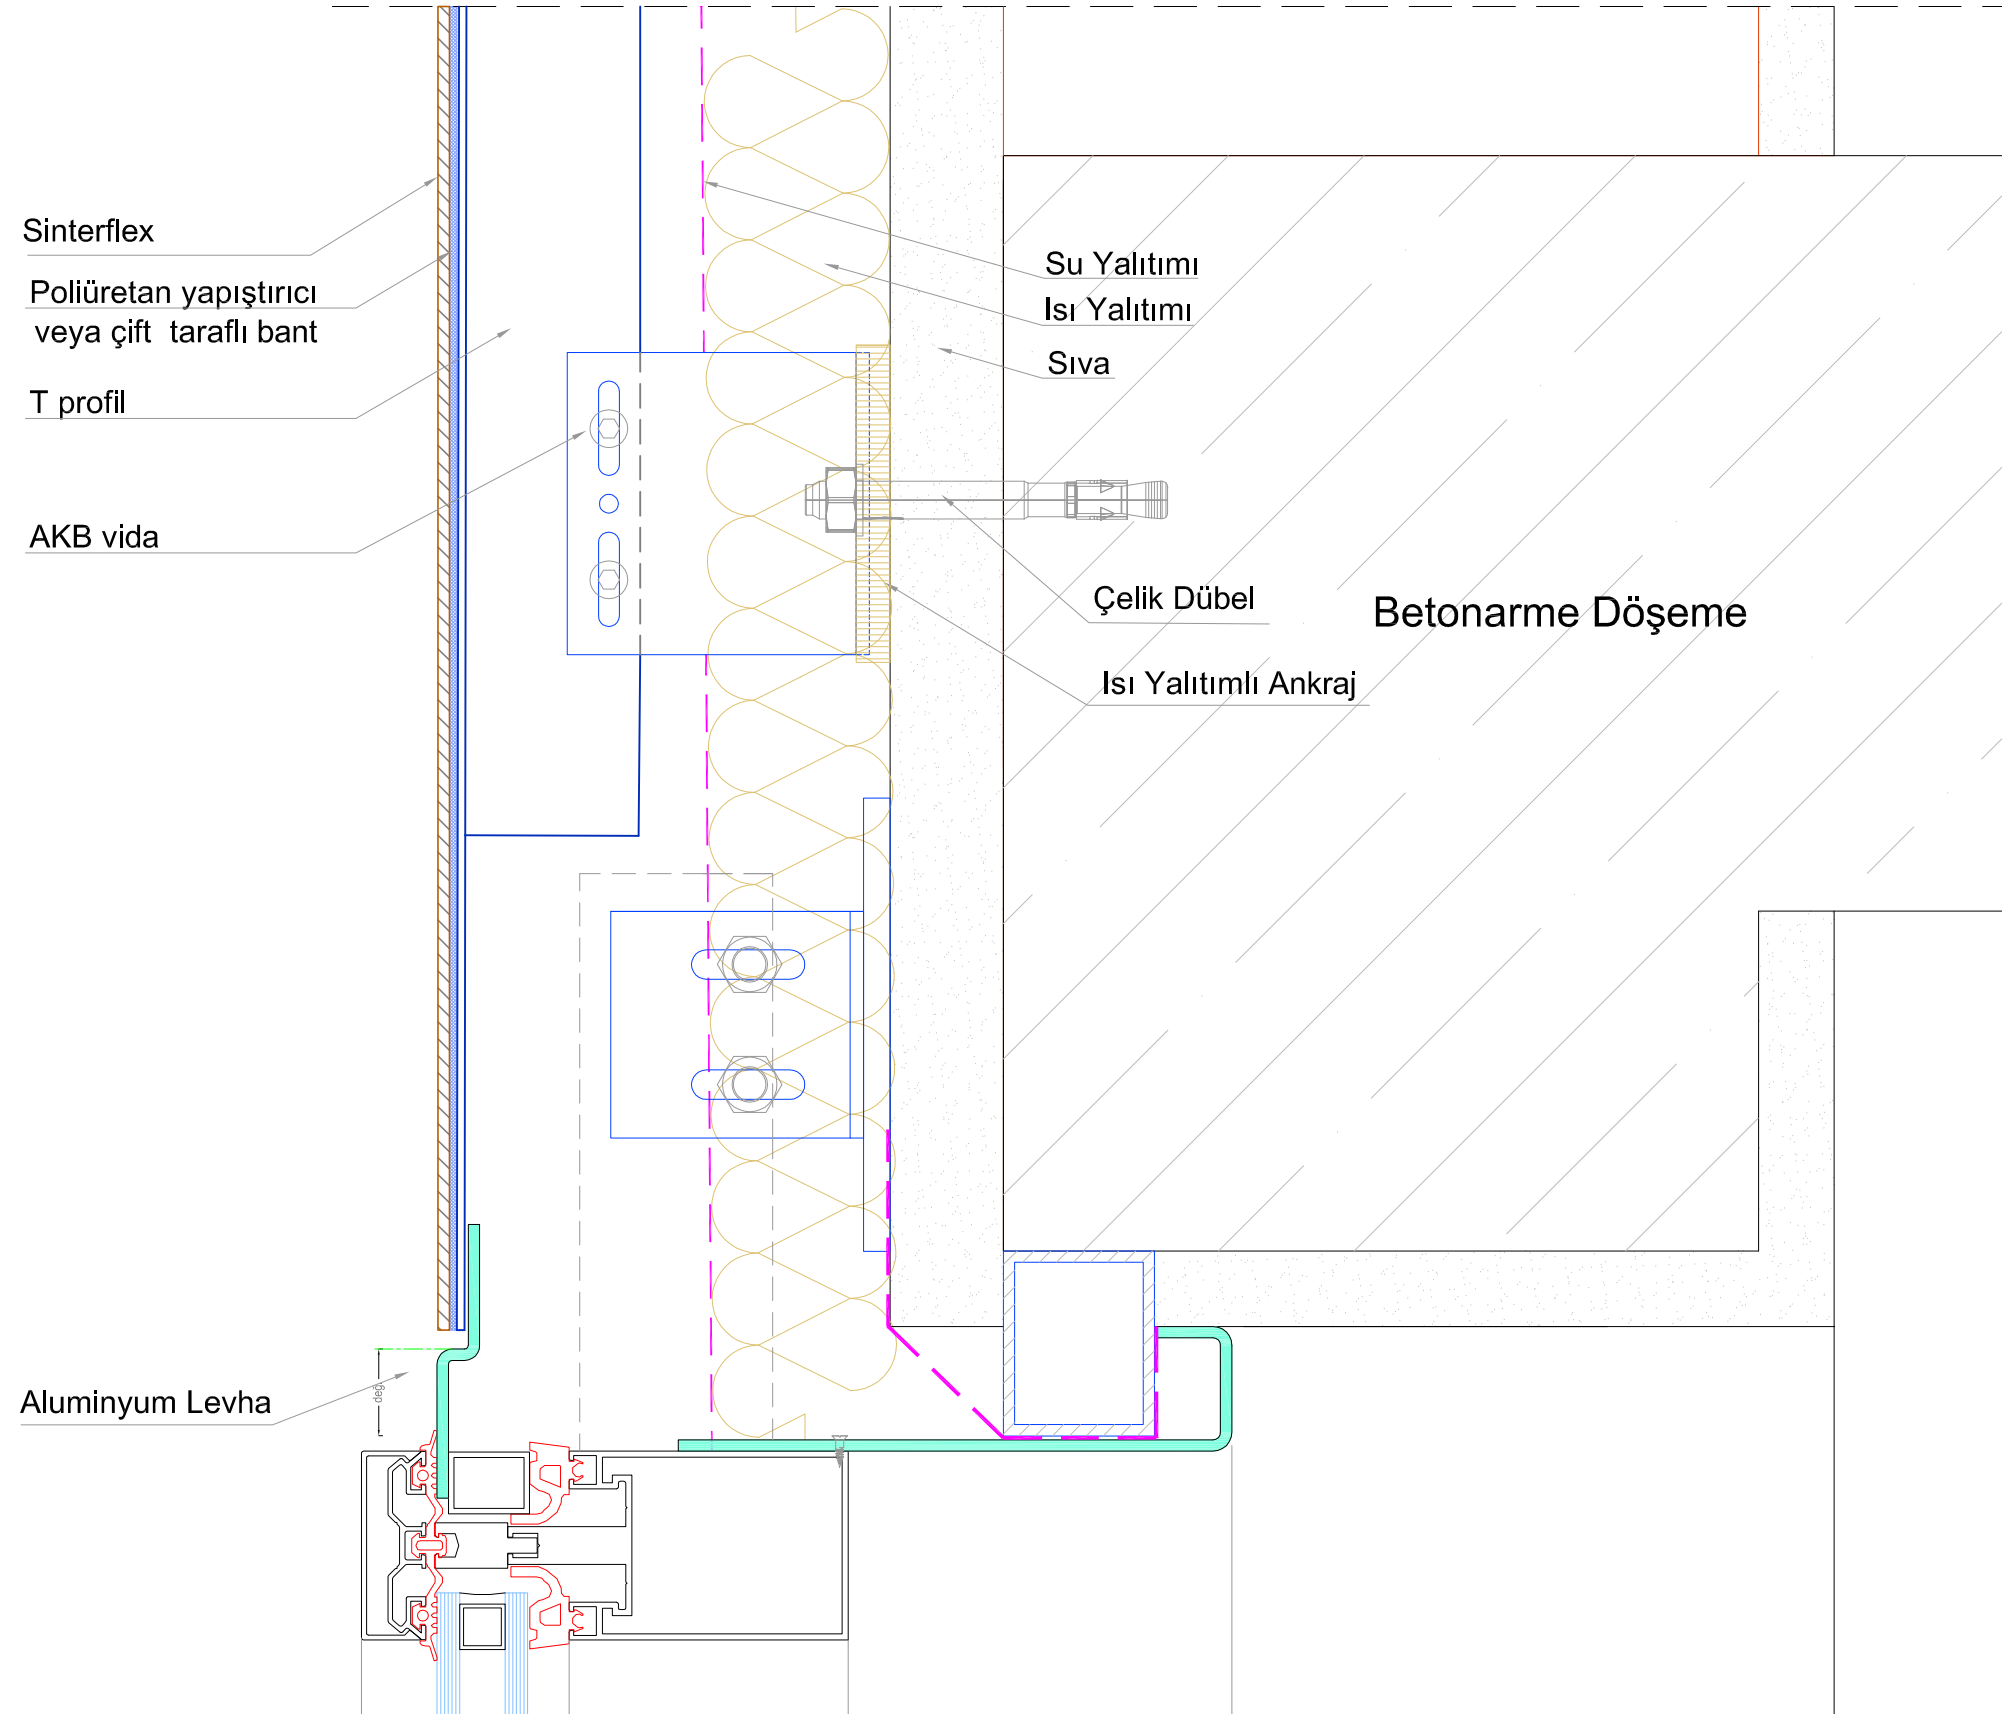 Sinterflex
Poliüretan yapıştırıcı
veya çift taraflı bant
T profil
AKB vida
Su Yalıtımı
Isı Yalıtımı
Sıva
Çelik Dübel
Betonarme Döşeme
Isı Yalıtımlı Ankraj
Aluminyum Levha